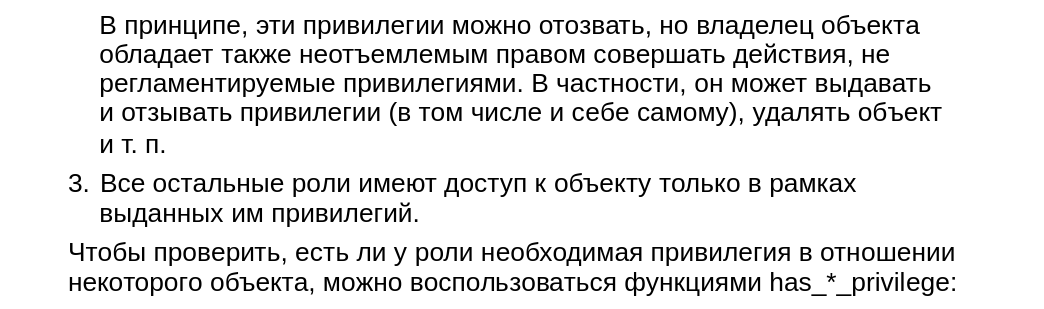 В принципе, эти привилегии можно отозвать, но владелец объекта
обладает также неотъемлемым правом совершать действия, не
регламентируемые привилегиями. В частности, он может выдавать
и отзывать привилегии (в том числе и себе самому), удалять объект
и т. п.
3. Все остальные роли имеют доступ к объекту только в рамках
выданных им привилегий.
Чтобы проверить, есть ли у роли необходимая привилегия в отношении
некоторого объекта, можно воспользоваться функциями has_*_privilege: